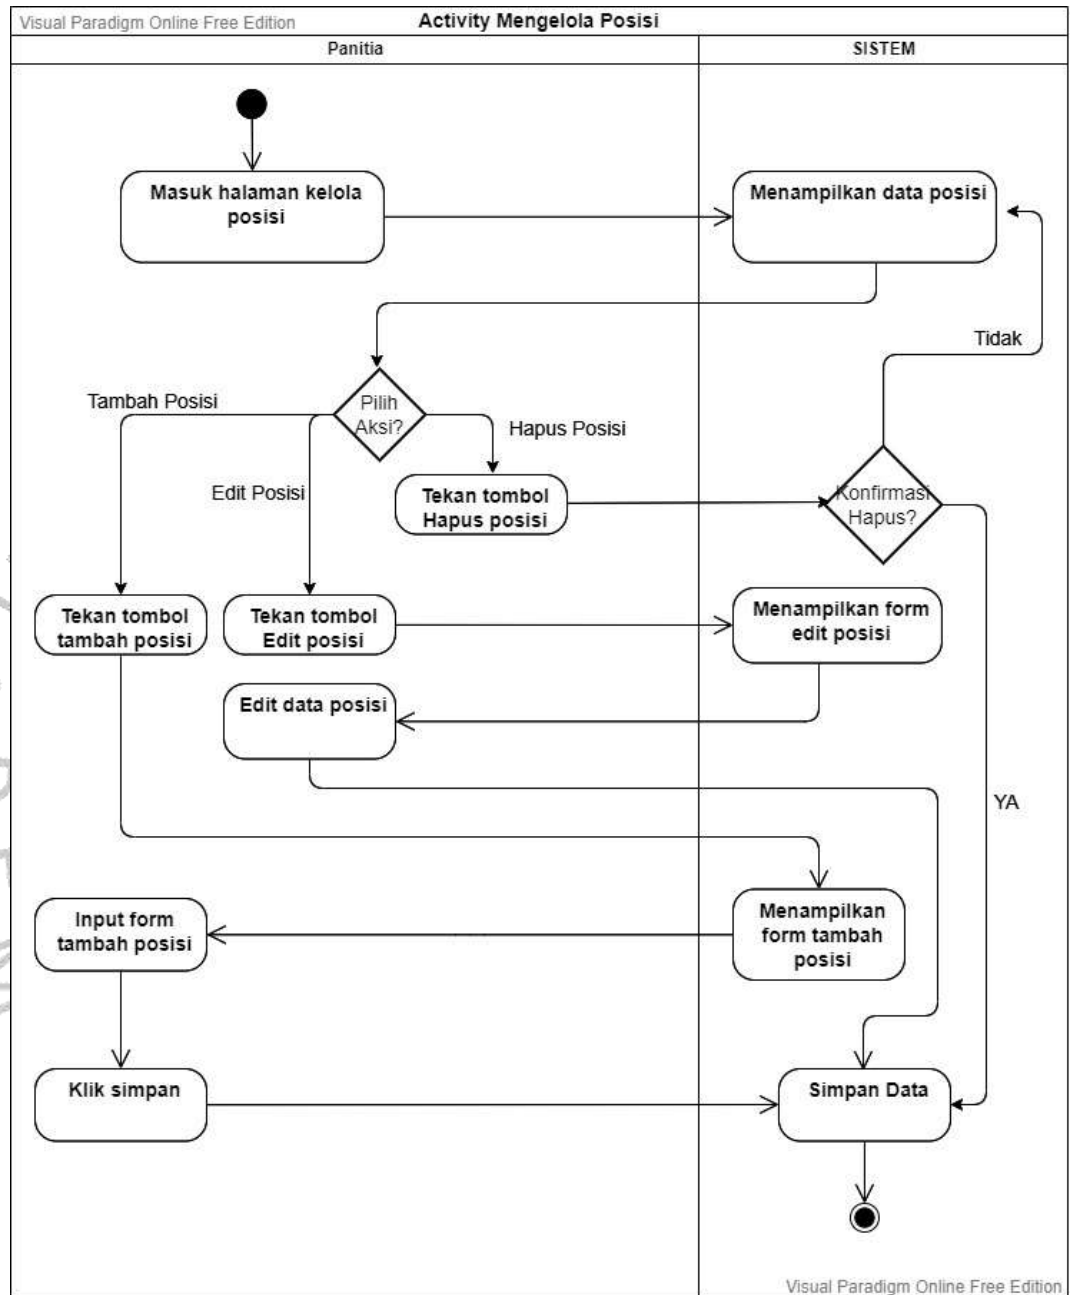 Visual Paradigm Online Free Edition
Activity Mengelola Posisi
Panitia
SISTEM
Masuk halaman kelola
posisi
Menampilkan data posisi
Tidak
Tambah Posisi
Pilih
Aksi?
Hapus Posisi
Edit Posisi
Tekan tombol
Hapus posisi
Konfirmasi
Hapus?
Tekan tombol
tambah posisi
Tekan tombol
Edit posisi
Menampilkan form
edit posisi
Edit data posisi
YA
Input form
tambah posisi
Menampilkan
form tambah
posisi
Klik simpan
Simpan Data
Visual Paradigm Online Free Edition